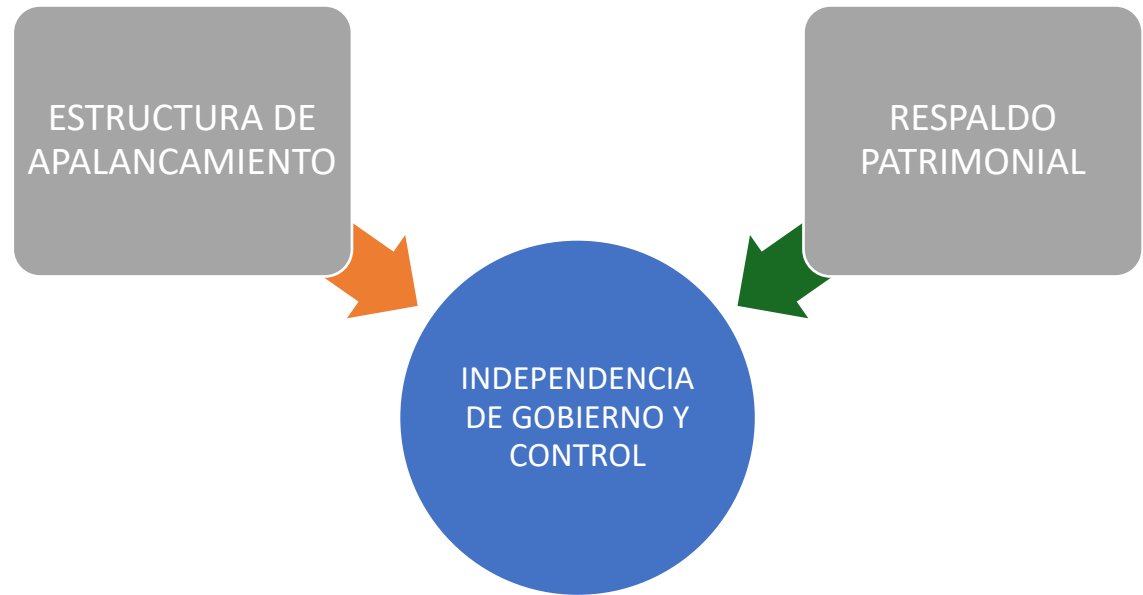 ESTRUCTURA DE
APALANCAMIENTO
RESPALDO
PATRIMONIAL
INDEPENDENCIA
DE GOBIERNO Y
CONTROL